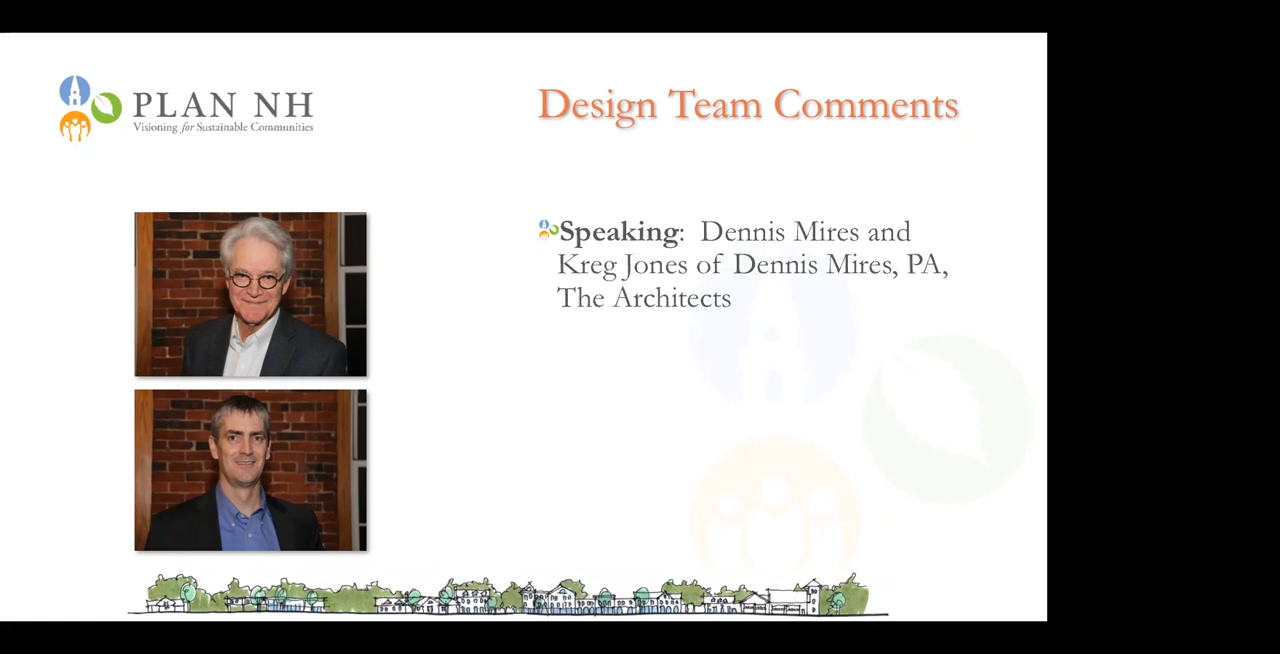 PLAN NH
Visioning for Sustainable Communities
Design Team Comments
Speaking: Dennis Mires and
Kreg Jones of Dennis Mires, PA,
The Architects